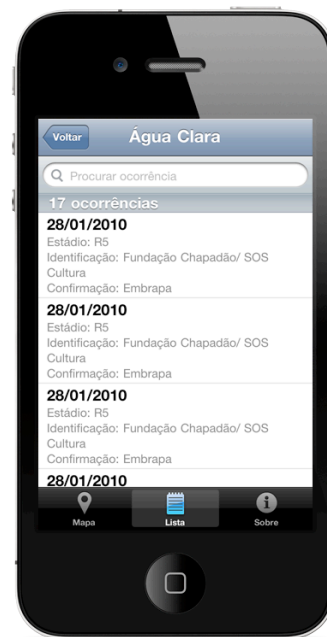 Voltar
Água Clara
Procurar ocorrência
17 ocorrências
28/01/2010
Estádio: R5
Identificação: Fundação Chapadão/ SOS
Cultura
Confirmação: Embrapa
28/01/2010
Estádio: R5
Identificação: Fundação Chapadão/ SOS
Cultura
Confirmação: Embrapa
28/01/2010
Estádio: R5
Identificação: Fundação Chapadão/ SOS
Cultura
Confirmação: Embrapa
28/01/2010
Mapa
Lista
Sobre